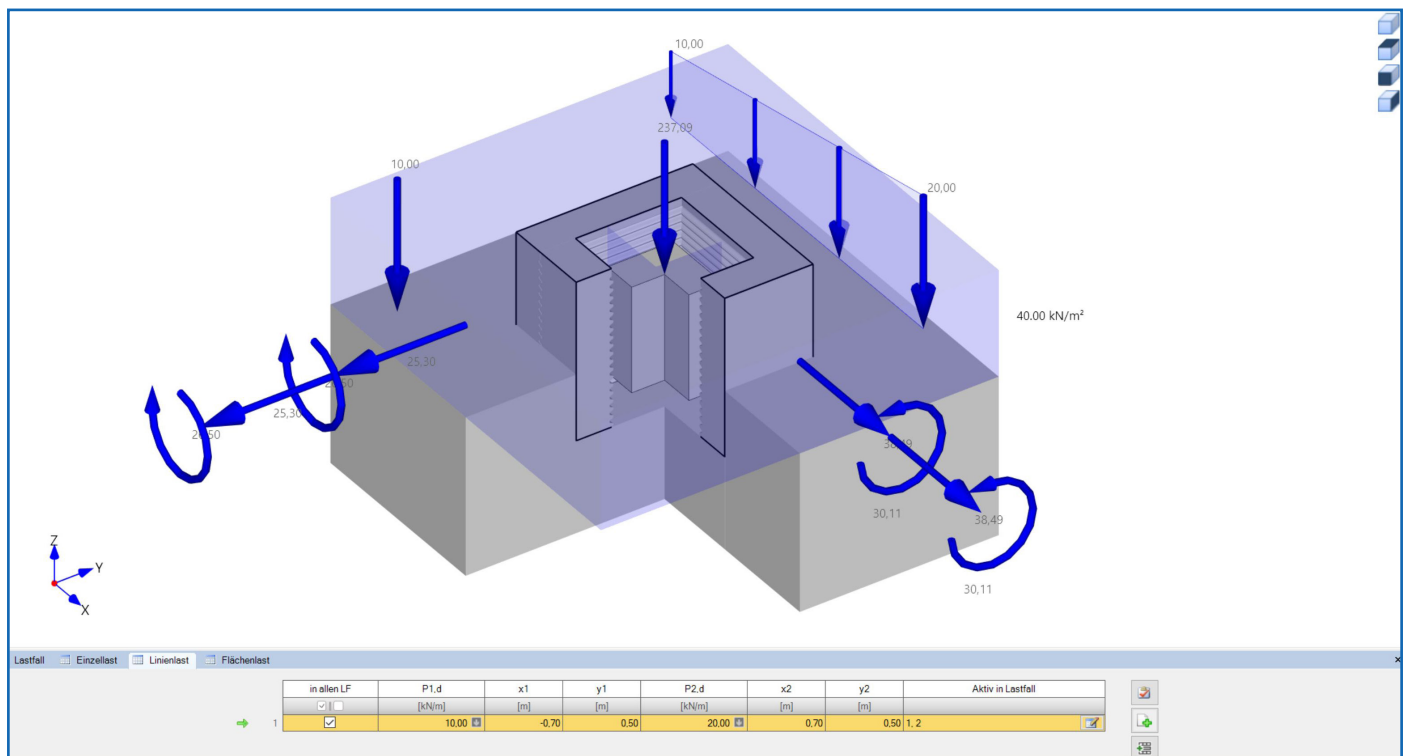 10,00
237,09
10,00
20,00
40.00 kN/m²
25,30
25,30
38,49
30,11
38,49
30,11
Z
Y
X
Lastfall Einzellast Linienlast Flächenlast
in allen LF P1,d x1 y1 P2,d x2 y2 Aktiv in Lastfall
[kN/m] [m] [m] [kN/m] [m] [m]
1 10,00 -0,70 0,50 20,00 0,70 0,50 1, 2